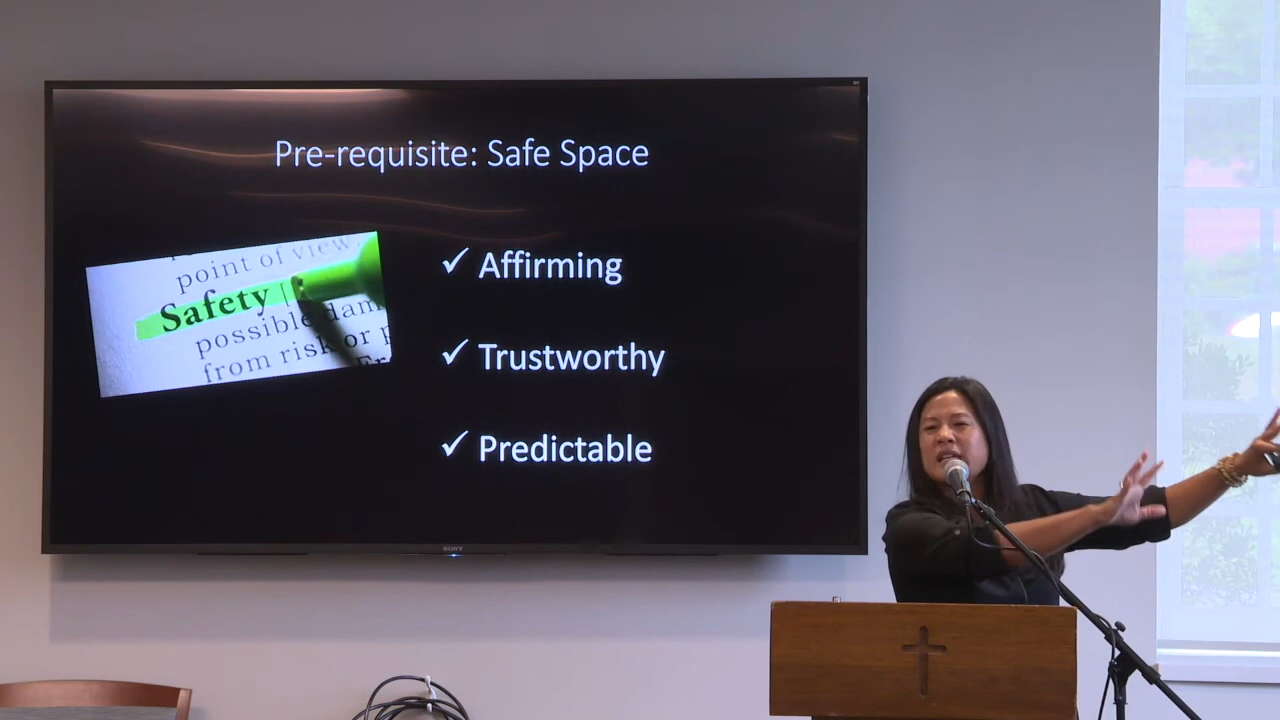 Pre-requisite: Safe Space
point of view.
Safety [
possible dam
from risk or p
✓ Affirming
✓ Trustworthy
✓ Predictable
SONY